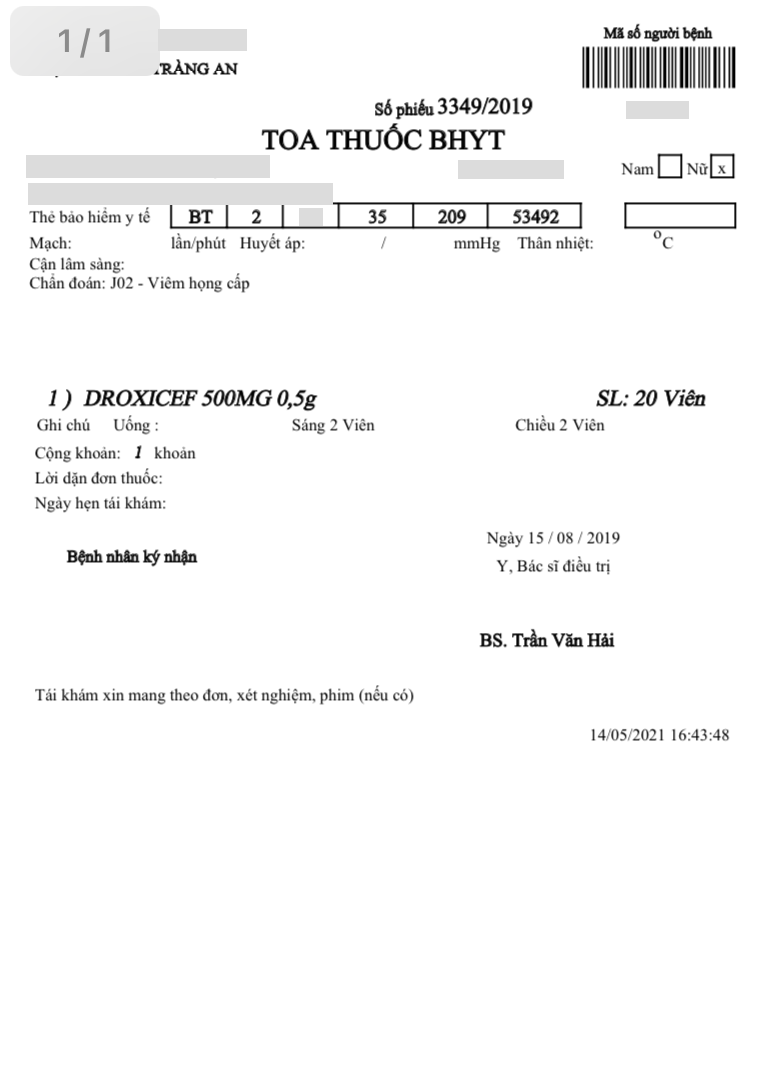 1/1
Mã số người bệnh
TRÀNG AN
Số phiếu 3349/2019
TOA THUỐC BHYT
Nam Nữ x
Thẻ bảo hiểm y tế BT 2 35 209 53492
Mạch: lần/phút Huyết áp: / mmHg Thân nhiệt: °C
Cận lâm sàng:
Chẩn đoán: J02 - Viêm họng cấp
1 ) DROXICEF 500MG 0,5g SL: 20 Viên
Ghi chú Uống : Sáng 2 Viên Chiều 2 Viên
Cộng khoản: 1 khoản
Lời dặn đơn thuốc:
Ngày hẹn tái khám:
Ngày 15 / 08 / 2019
Bệnh nhân ký nhận
Y, Bác sĩ điều trị
BS. Trần Văn Hải
Tái khám xin mang theo đơn, xét nghiệm, phim (nếu có)
14/05/2021 16:43:48